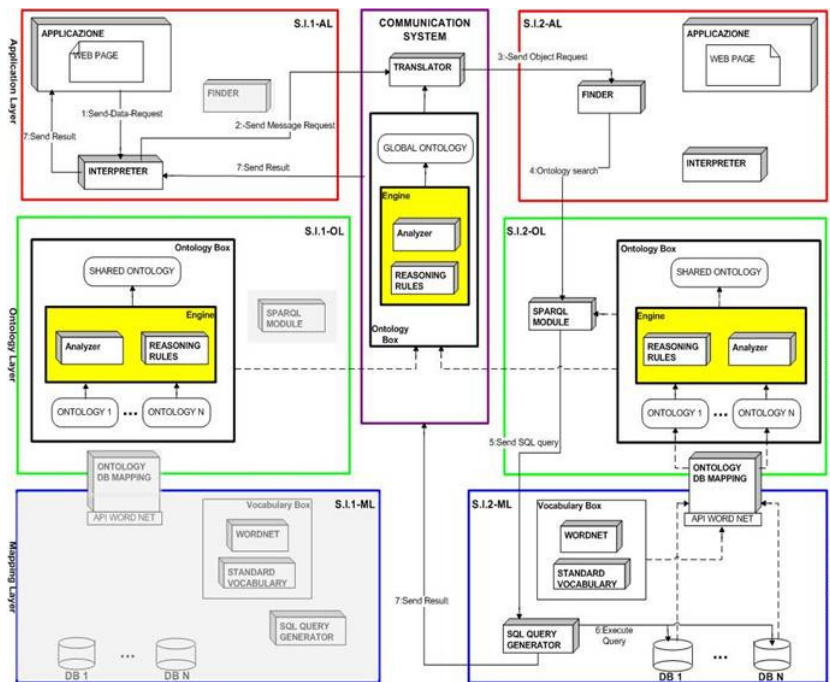 S.I.1-AL
APPLICAZIONE
WEB PAGE
FINDER
1:Send-Data-Request
2:-Send Message Request
7:Send Result
INTERPRETER
7:Send Result
Application Layer
COMMUNICATION
SYSTEM
TRANSLATOR
GLOBAL ONTOLOGY
Engine
Analyzer
REASONING
RULES
Ontology
Box
S.I.2-AL
3:-Send Object Request
APPLICAZIONE
WEB PAGE
FINDER
INTERPRETER
4:Ontology search
S.I.1-OL
Ontology Box
SHARED ONTOLOGY
Engine
Analyzer
REASONING
RULES
ONTOLOGY 1
...
ONTOLOGY N
SPARQL
MODULE
Ontology Layer
S.I.2-OL
Ontology Box
SHARED ONTOLOGY
Engine
REASONING
RULES
Analyzer
SPARQL
MODULE
ONTOLOGY 1
...
ONTOLOGY N
5:Send SQL query
ONTOLOGY
DB MAPPING
API WORD NET
S.I.1-ML
Vocabulary Box
WORDNET
STANDARD
VOCABULARY
SQL QUERY
GENERATOR
DB 1
...
DB N
Mapping Layer
7:Send Result
S.I.2-ML
ONTOLOGY
DB MAPPING
API WORD NET
Vocabulary Box
WORDNET
STANDARD
VOCABULARY
SQL QUERY
GENERATOR
6:Execute
Query
DB 1
...
DB N